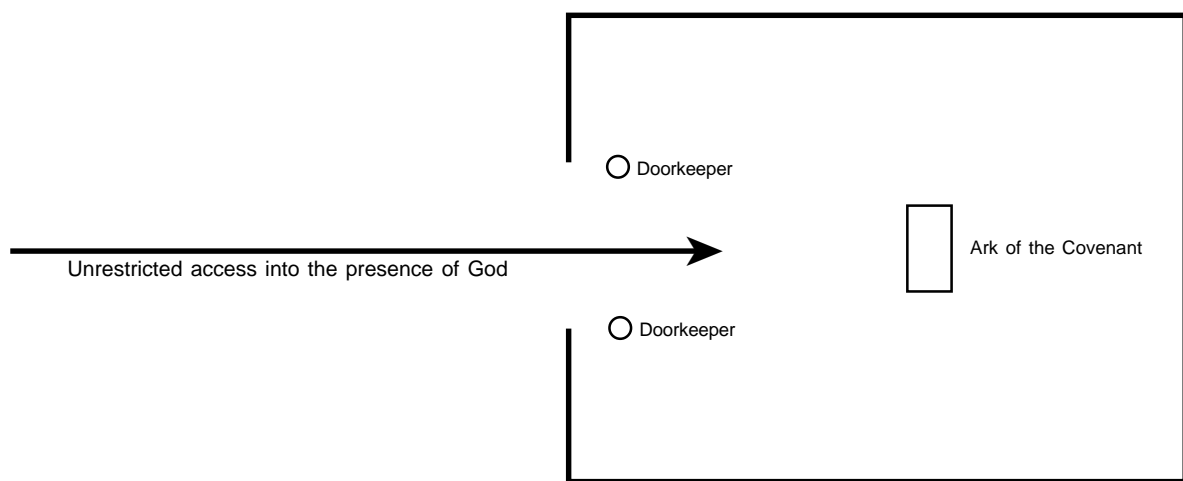 Doorkeeper
Ark of the Covenant
Unrestricted access into the presence of God
Doorkeeper